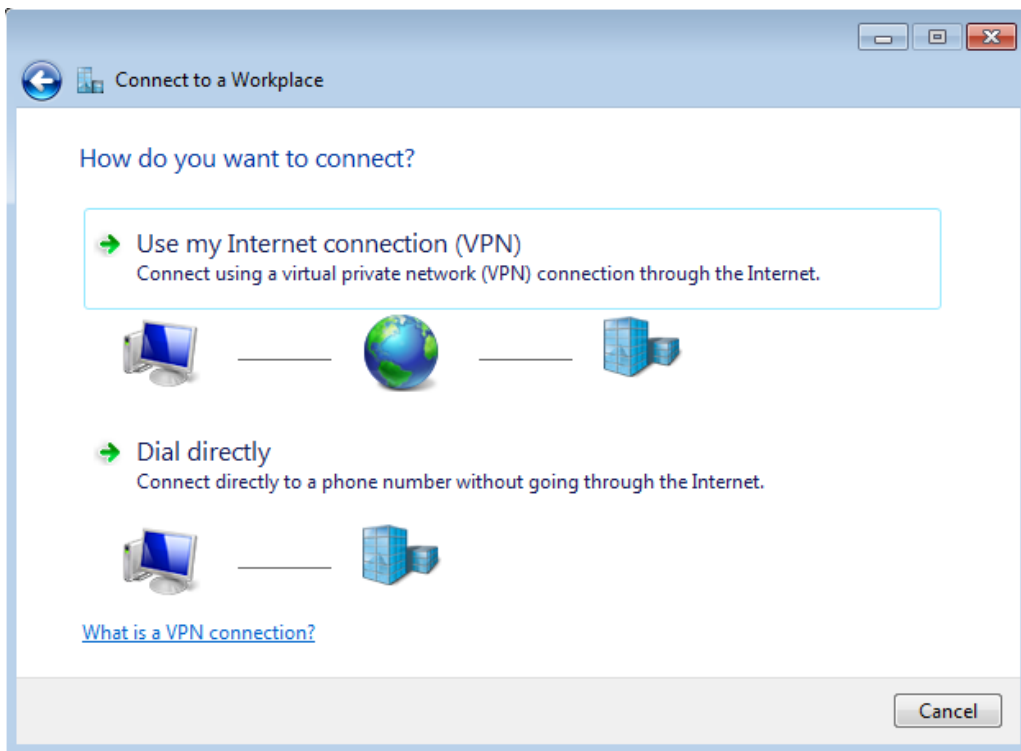 Connect to a Workplace
How do you want to connect?
Use my Internet connection (VPN)
Connect using a virtual private network (VPN) connection through the Internet.
Dial directly
Connect directly to a phone number without going through the Internet.
What is a VPN connection?
Cancel